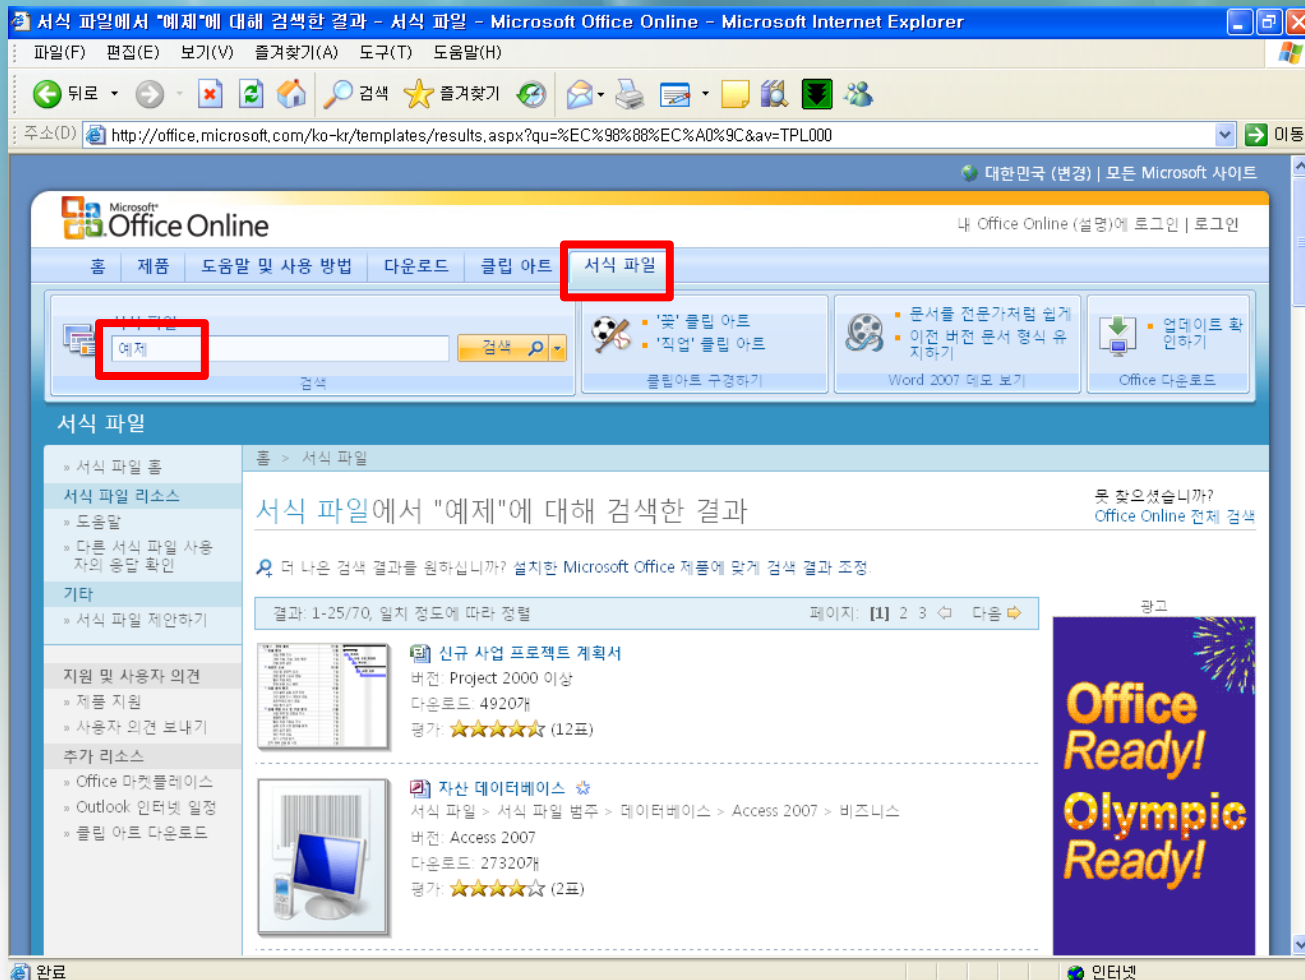 서식 파일에서 "예제"에 대해 검색한 결과 - 서식 파일 - Microsoft Office Online - Microsoft Internet Explorer
파일(F) 편집(E) 보기(V) 즐겨찾기(A) 도구(T) 도움말(H)
뒤로 검색 즐겨찾기
주소(D) http://office.microsoft.com/ko-kr/templates/results.aspx?qu=%EC%98%88%EC%A0%9C&av=TPL000 이동
대한민국 (변경) | 모든 Microsoft 사이트
Microsoft
Office Online
내 Office Online (설명)에 로그인 | 로그인
홈 제품 도움말 및 사용 방법 다운로드 클립 아트 서식 파일
서식 파일
예제 검색
검색
'꽃' 클립 아트
'직업' 클립 아트
클립아트 구경하기
문서를 전문가처럼 쉽게
이전 버전 문서 형식 유
지하기
Word 2007 데모 보기
업데이트 확
인하기
Office 다운로드
서식 파일
» 서식 파일 홈
서식 파일 리소스
» 도움말
» 다른 서식 파일 사용
자의 응답 확인
기타
» 서식 파일 제안하기
지원 및 사용자 의견
» 제품 지원
» 사용자 의견 보내기
추가 리소스
» Office 마켓플레이스
» Outlook 인터넷 일정
» 클립 아트 다운로드
홈 > 서식 파일
서식 파일에서 "예제"에 대해 검색한 결과
못 찾으셨습니까?
Office Online 전체 검색
더 나은 검색 결과를 원하십니까? 설치한 Microsoft Office 제품에 맞게 검색 결과 조정.
결과: 1-25/70, 일치 정도에 따라 정렬 페이지: [1] 2 3 다음
신규 사업 프로젝트 계획서
버전: Project 2000 이상
다운로드: 4920개
평가: (12표)
자산 데이터베이스
서식 파일 > 서식 파일 범주 > 데이터베이스 > Access 2007 > 비즈니스
버전: Access 2007
다운로드: 27320개
평가: (2표)
광고
Office
Ready!
Olympic
Ready!
완료 인터넷